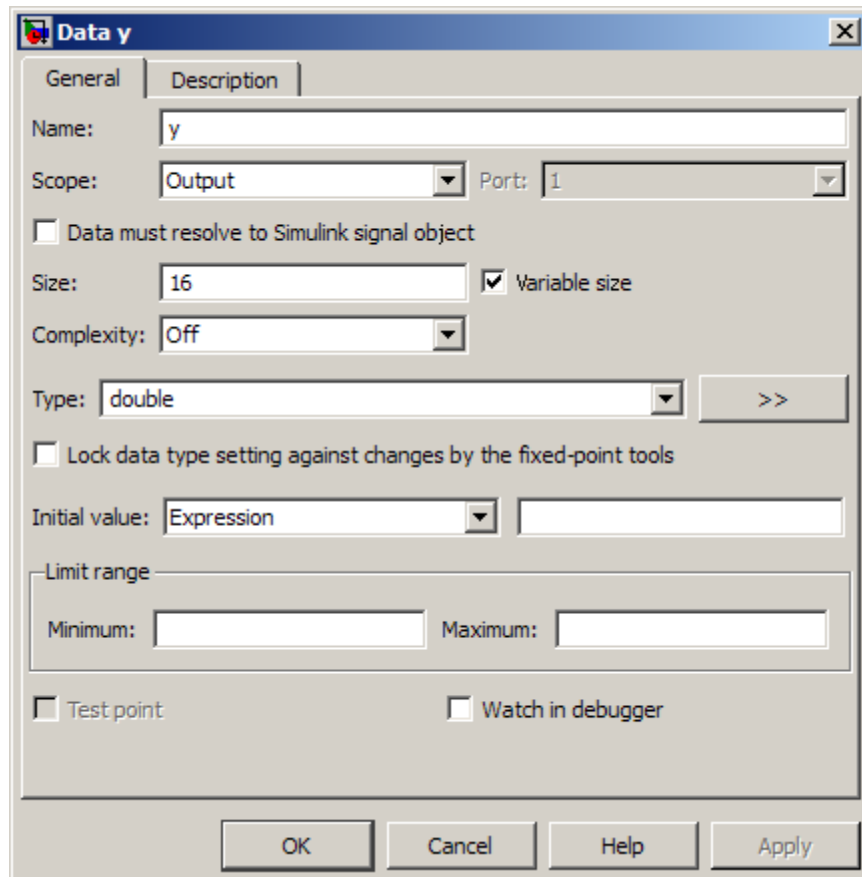 Data y
General Description
Name: y
Scope: Output Port: 1
Data must resolve to Simulink signal object
Size: 16 Variable size
Complexity: Off
Type: double >>
Lock data type setting against changes by the fixed-point tools
Initial value: Expression
Limit range
Minimum: Maximum:
Test point Watch in debugger
OK Cancel Help Apply